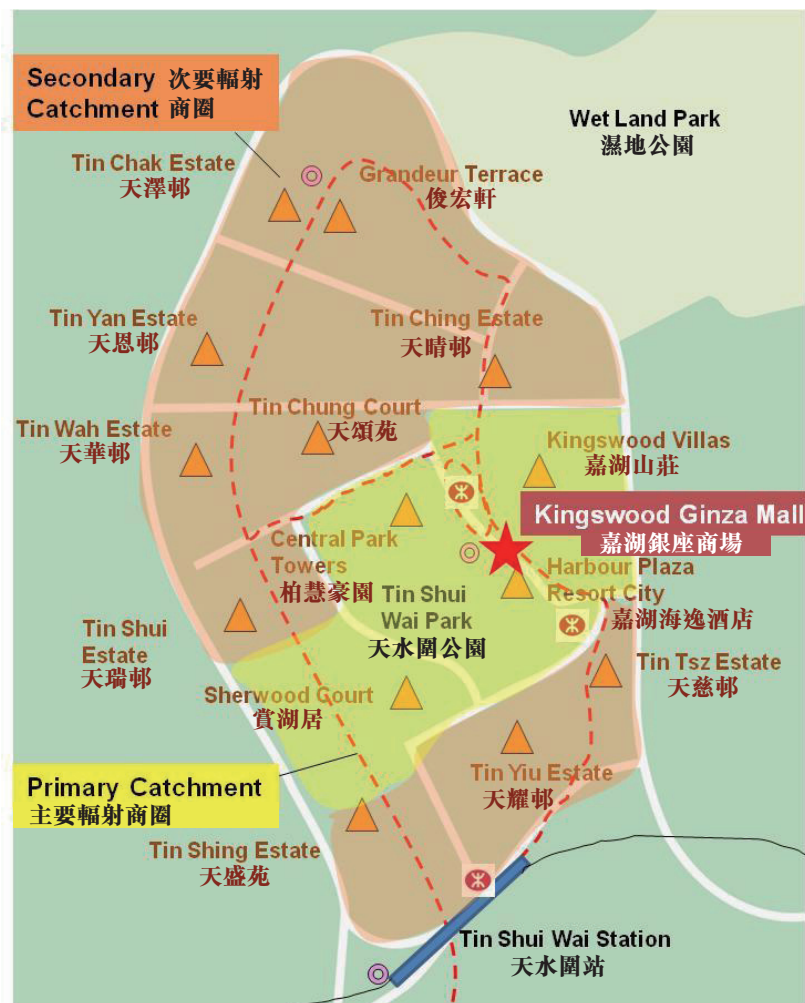 Secondary 次要輻射
Catchment 商圈
Wet Land Park
濕地公園
Tin Chak Estate
天澤邨
Grandeur Terrace
俊宏軒
Tin Yan Estate
天恩邨
Tin Ching Estate
天晴邨
Tin Chung Court
天頌苑
Tin Wah Estate
天華邨
Kingswood Villas
嘉湖山莊
Kingswood Ginza Mall
嘉湖銀座商場
Central Park
Towers
柏慧豪園
Harbour Plaza
Resort City
嘉湖海逸酒店
Tin Shui
Wai Park
天水圍公園
Tin Shui
Estate
天瑞邨
Tin Tsz Estate
天慈邨
Sherwood Court
賞湖居
Tin Yiu Estate
天耀邨
Primary Catchment
主要輻射商圈
Tin Shing Estate
天盛苑
Tin Shui Wai Station
天水圍站